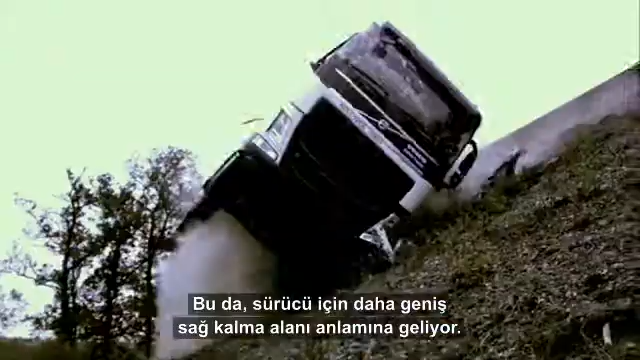 Bu da, sürücü için daha geniş
sağ kalma alanı anlamına geliyor.